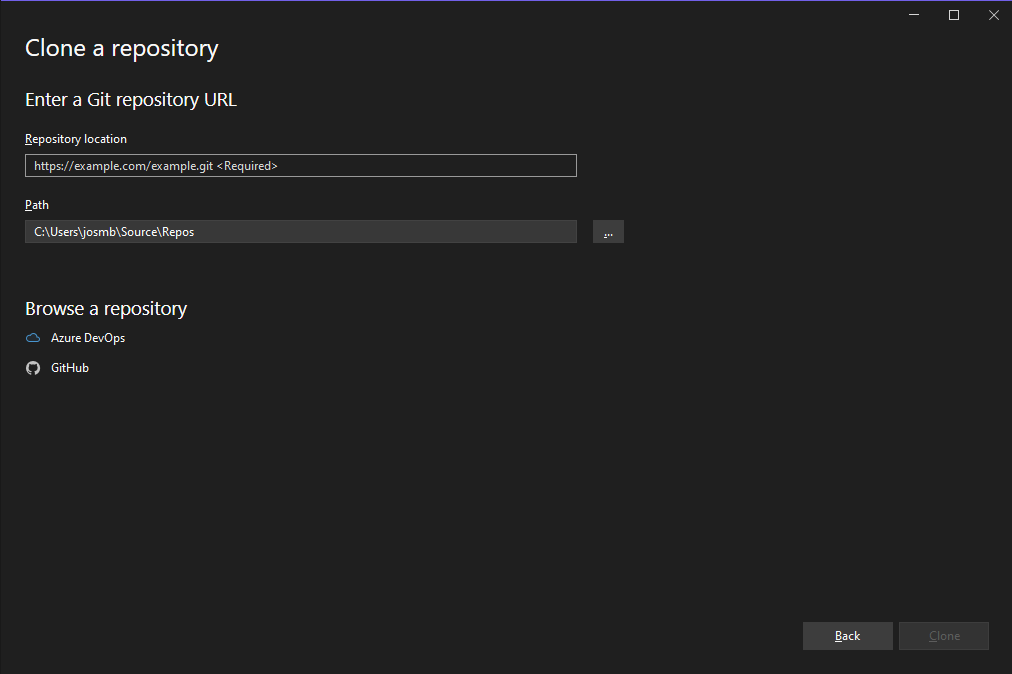 Clone a repository
Enter a Git repository URL
Repository location
https://example.com/example.git <Required>
Path
C:\Users\josmb\Source\Repos
...
Browse a repository
Azure DevOps
GitHub
Back
Clone